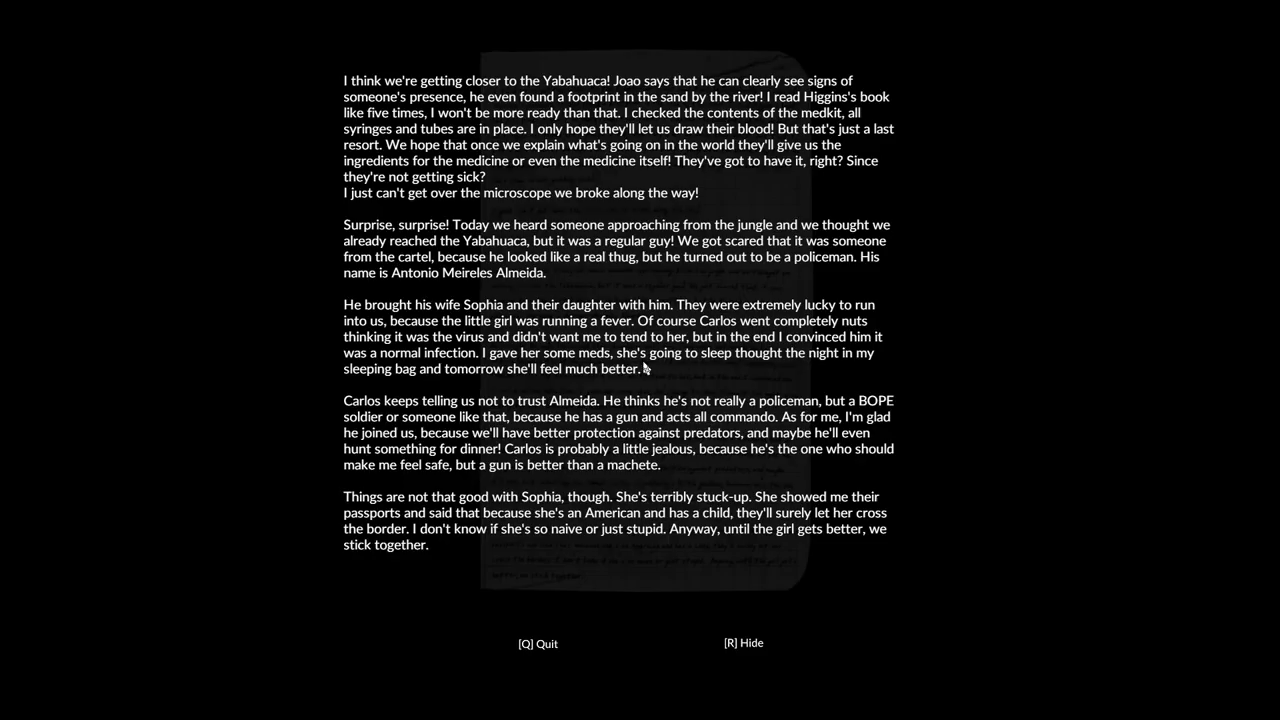 I think we're getting closer to the Yabahuaca! Joao says that he can clearly see signs of
someone's presence, he even found a footprint in the sand by the river! I read Higgins's book
like five times, I won't be more ready than that. I checked the contents of the medkit, all
syringes and tubes are in place. I only hope they'll let us draw their blood! But that's just a last
resort. We hope that once we explain what's going on in the world they'll give us the
ingredients for the medicine or even the medicine itself! They've got to have it, right? Since
they're not getting sick?
I just can't get over the microscope we broke along the way!
Surprise, surprise! Today we heard someone approaching from the jungle and we thought we
already reached the Yabahuaca, but it was a regular guy! We got scared that it was someone
from the cartel, because he looked like a real thug, but he turned out to be a policeman. His
name is Antonio Meireles Almeida.
He brought his wife Sophia and their daughter with him. They were extremely lucky to run
into us, because the little girl was running a fever. Of course Carlos went completely nuts
thinking it was the virus and didn't want me to tend to her, but in the end I convinced him it
was a normal infection. I gave her some meds, she's going to sleep thought the night in my
sleeping bag and tomorrow she'll feel much better.
Carlos keeps telling us not to trust Almeida. He thinks he's not really a policeman, but a BOPE
soldier or someone like that, because he has a gun and acts all commando. As for me, I'm glad
he joined us, because we'll have better protection against predators, and maybe he'll even
hunt something for dinner! Carlos is probably a little jealous, because he's the one who should
make me feel safe, but a gun is better than a machete.
Things are not that good with Sophia, though. She's terribly stuck-up. She showed me their
passports and said that because she's an American and has a child, they'll surely let her cross
the border. I don't know if she's so naive or just stupid. Anyway, until the girl gets better, we
stick together.
[Q] Quit
[R] Hide